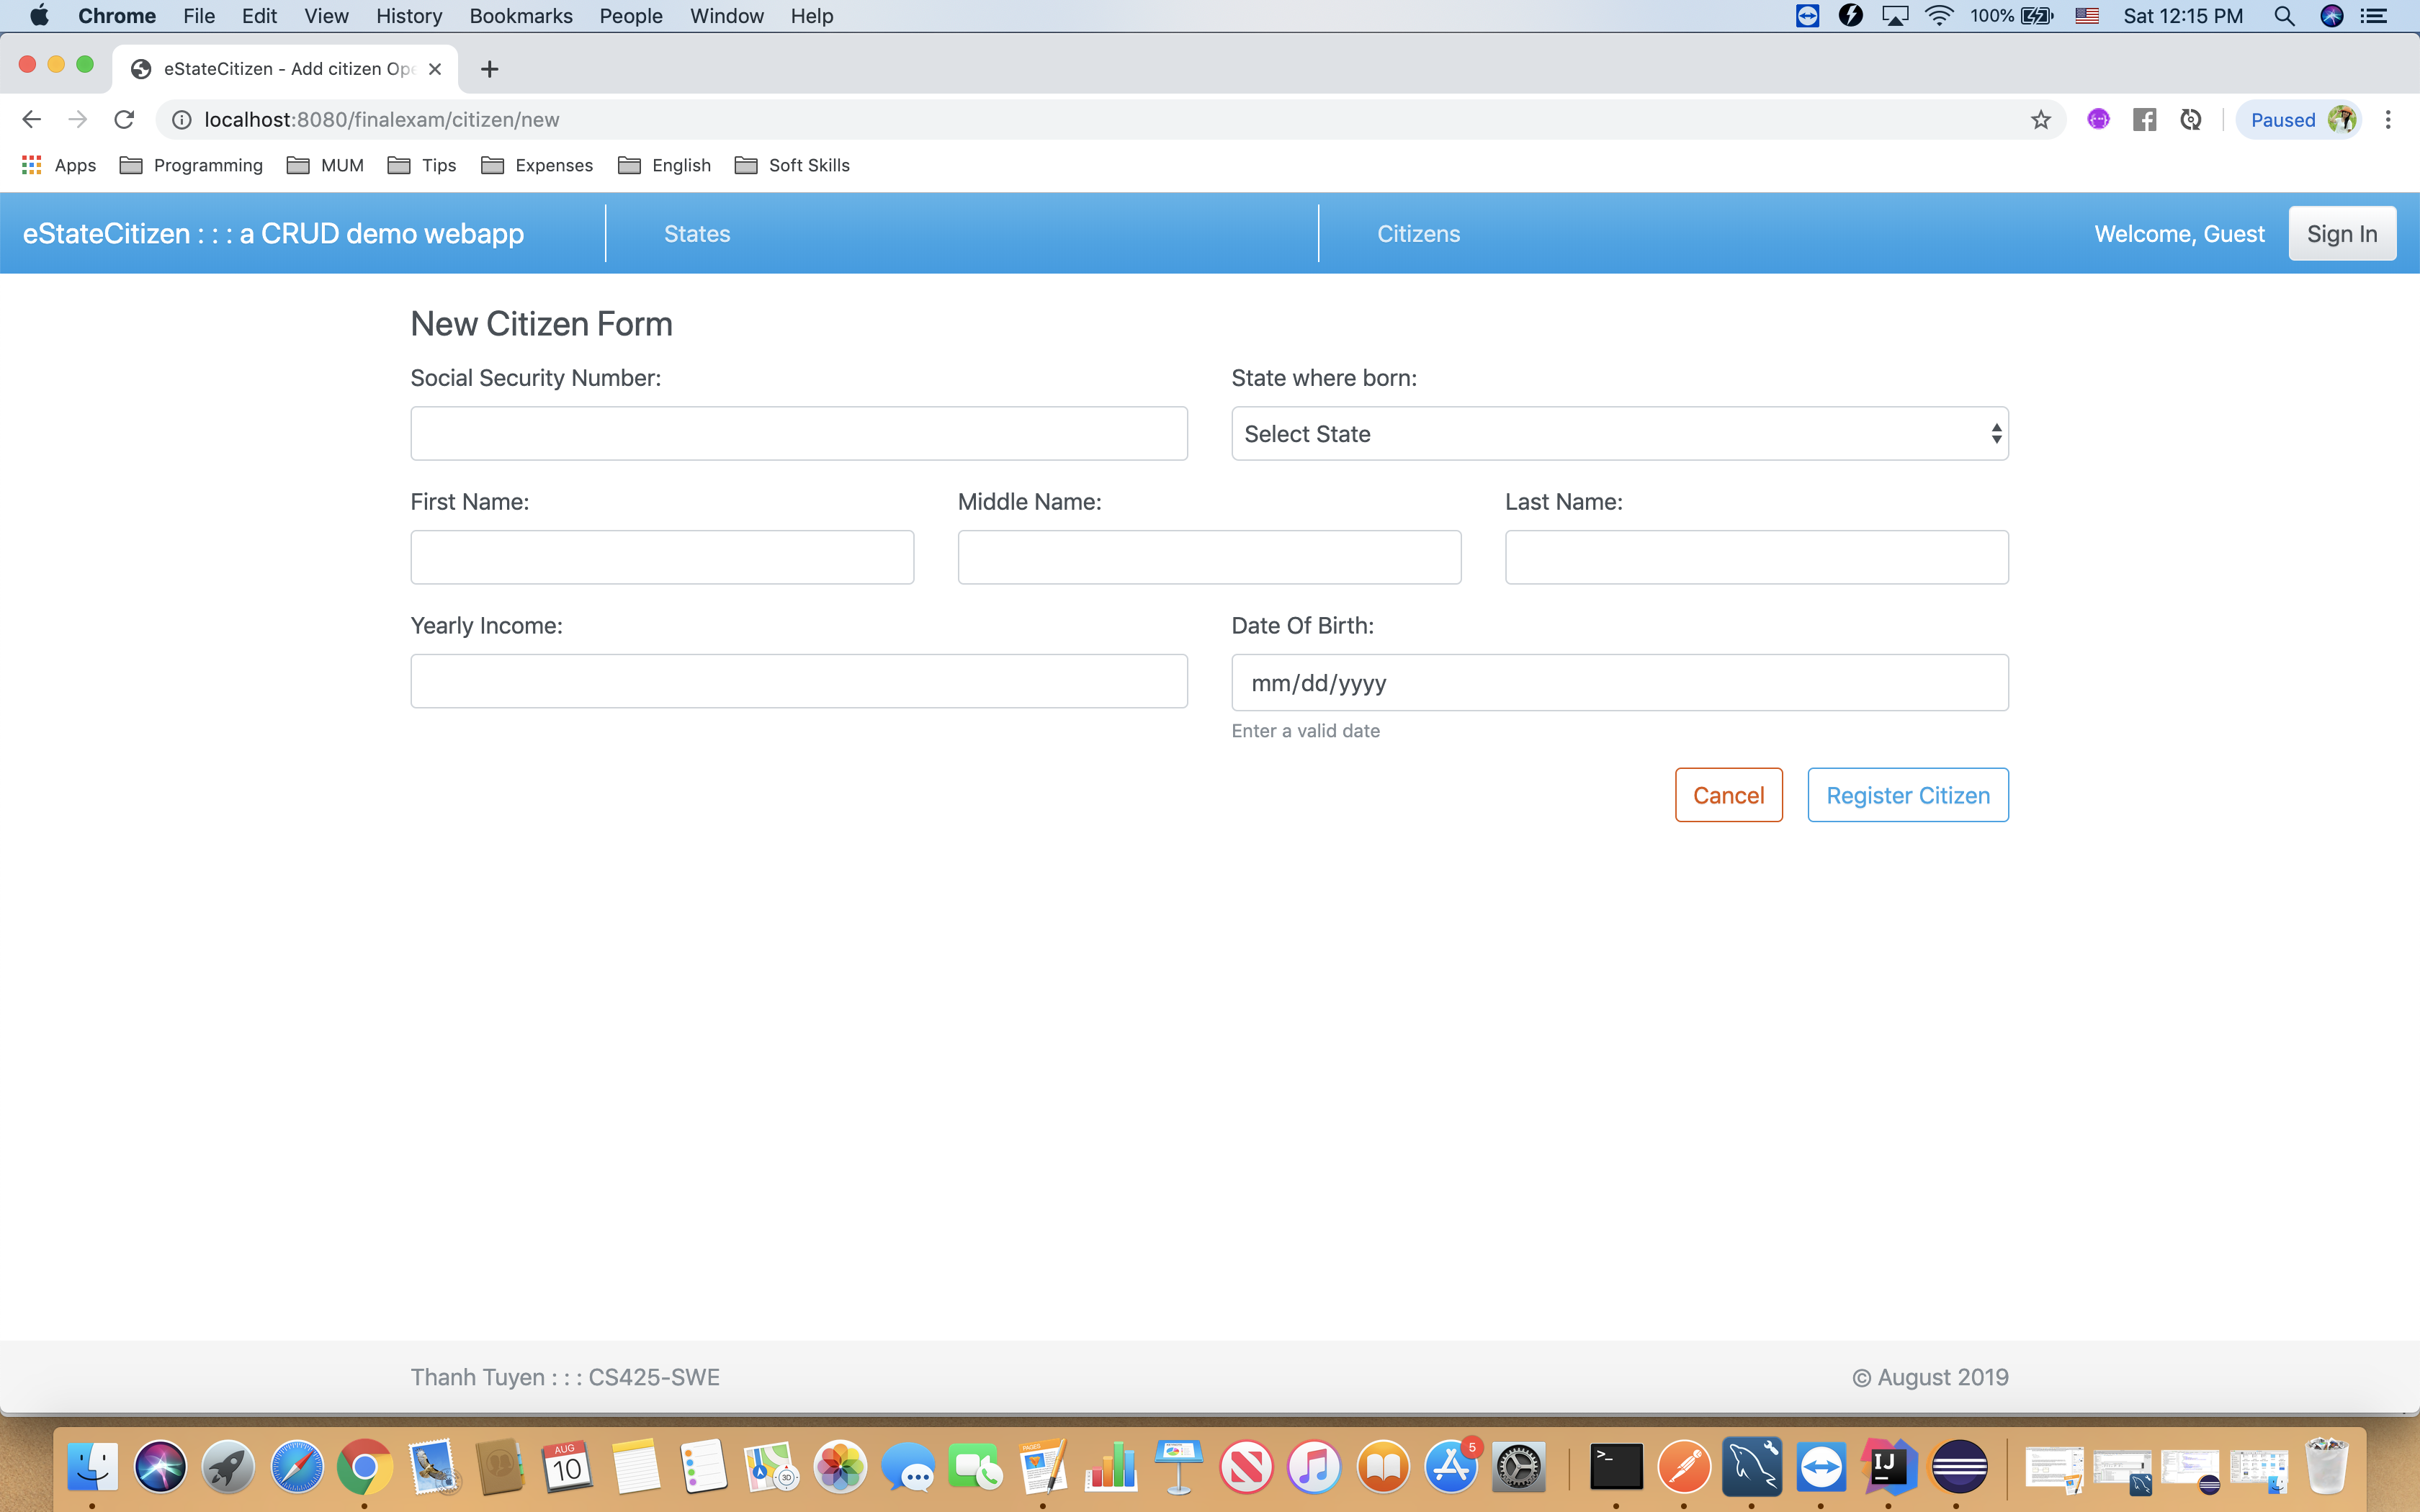 Chrome File Edit View History Bookmarks People Window Help 100% Sat 12:15 PM
eStateCitizen - Add citizen Ope
localhost:8080/finalexam/citizen/new Paused
Apps Programming MUM Tips Expenses English Soft Skills
eStateCitizen : : : a CRUD demo webapp States Citizens Welcome, Guest Sign In
New Citizen Form
Social Security Number: State where born:
Select State
First Name: Middle Name: Last Name:
Yearly Income: Date Of Birth:
mm/dd/yyyy
Enter a valid date
Cancel Register Citizen
Thanh Tuyen : : : CS425-SWE © August 2019
AUG
10
3D
PAGES
5
>_
IJ